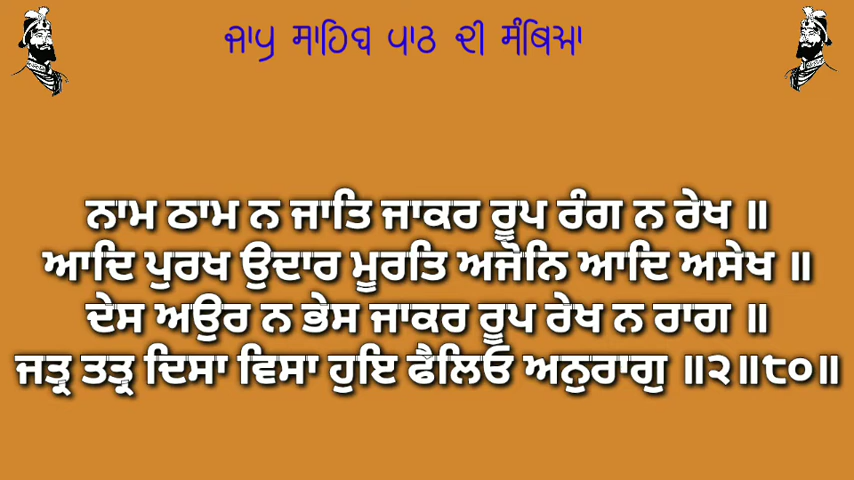 ਜਾਪੁ ਸਾਹਿਬ ਪਾਠ ਦੀ ਸੰਥਿਆ
ਨਾਮ ਠਾਮ ਨ ਜਾਤਿ ਜਾਕਰ ਰੂਪ ਰੰਗ ਨ ਰੇਖ ॥
ਆਦਿ ਪੁਰਖ ਉਦਾਰ ਮੂਰਤਿ ਅਜੋਨਿ ਆਦਿ ਅਸੇਖ ॥
ਦੇਸ ਅਉਰ ਨ ਭੇਸ ਜਾਕਰ ਰੂਪ ਰੇਖ ਨ ਰਾਗ ॥
ਜਤ੍ਰ ਤਤ੍ਰ ਦਿਸਾ ਵਿਸਾ ਹੁਇ ਫੈਲਿਓ ਅਨੁਰਾਗੁ ॥੨॥੮੦॥